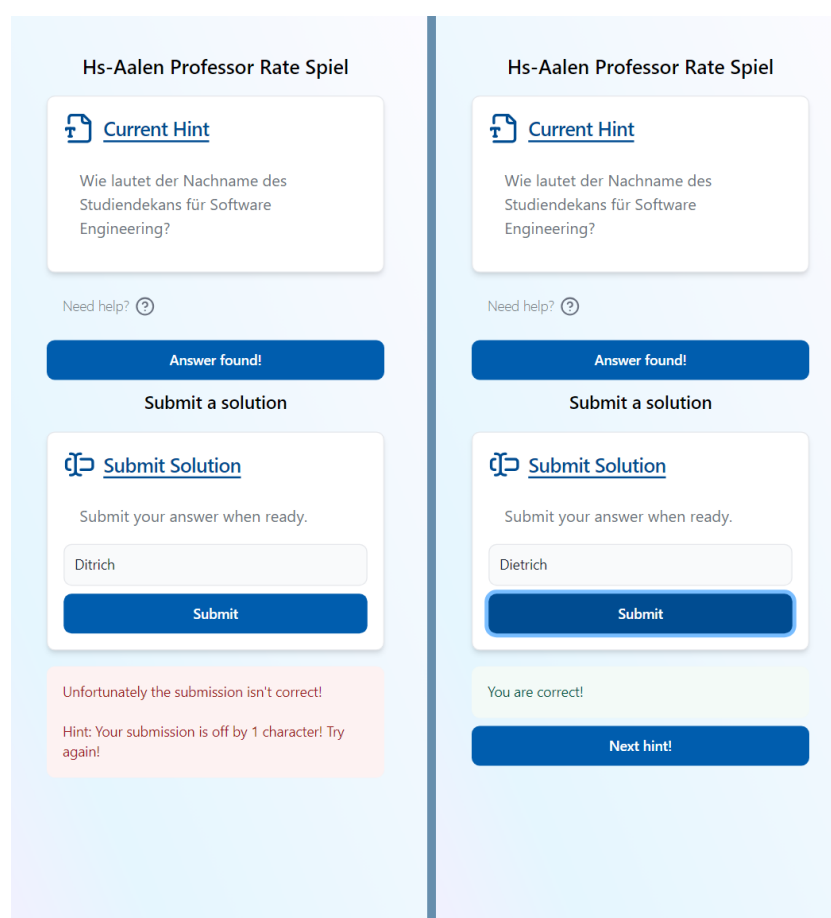 Hs-Aalen Professor Rate Spiel
Current Hint
Wie lautet der Nachname des
Studiendekans für Software
Engineering?
Need help?
Answer found!
Submit a solution
Submit Solution
Submit your answer when ready.
Ditrich
Submit
Unfortunately the submission isn't correct!
Hint: Your submission is off by 1 character! Try
again!
Hs-Aalen Professor Rate Spiel
Current Hint
Wie lautet der Nachname des
Studiendekans für Software
Engineering?
Need help?
Answer found!
Submit a solution
Submit Solution
Submit your answer when ready.
Dietrich
Submit
You are correct!
Next hint!